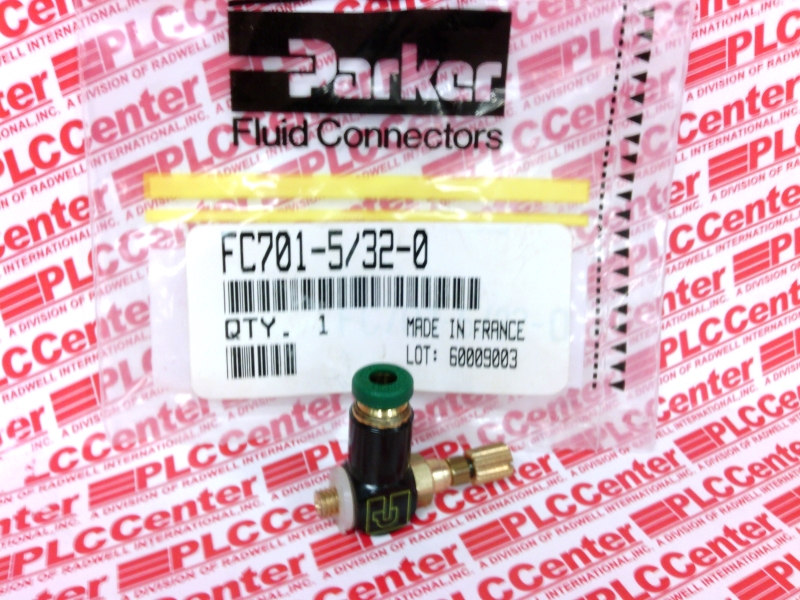 Parker
Fluid Connectors
FC701-5/32-0
QTY. 1
MADE IN FRANCE
LOT: 60009003
PLCCenter
A DIVISION OF RADWELL INTERNATIONAL, INC.